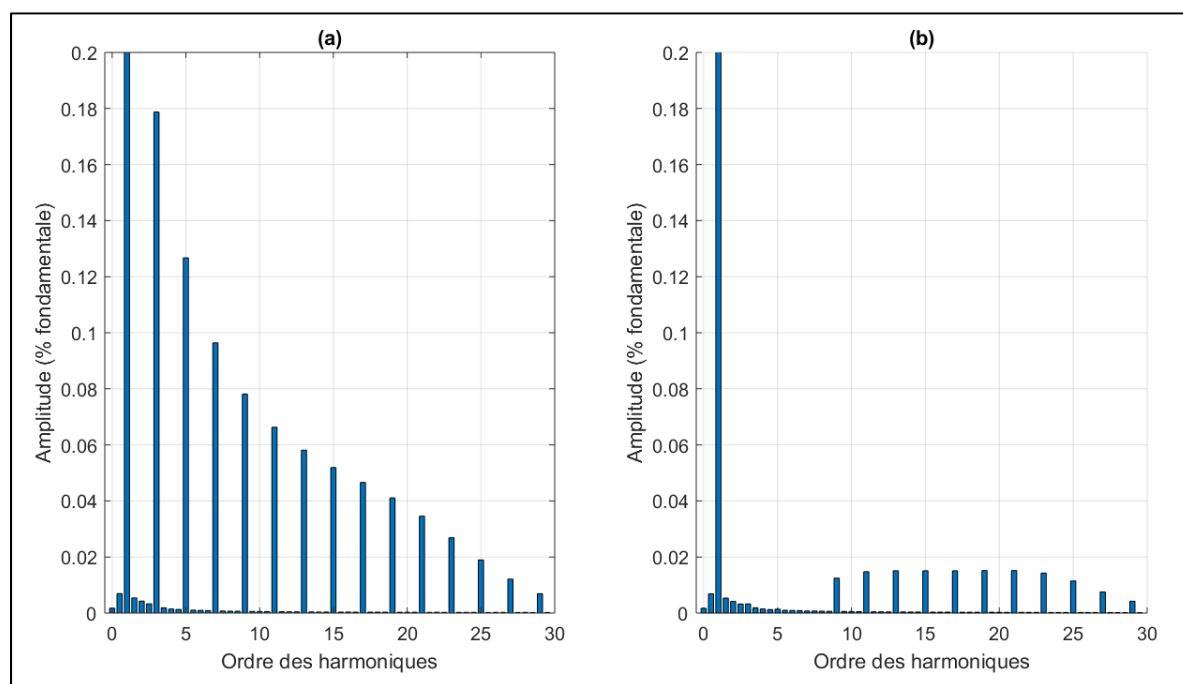 (a)
0.2
0.18
0.16
0.14
0.12
0.1
0.08
0.06
0.04
0.02
0
Amplitude (% fondamentale)
0 5 10 15 20 25 30
Ordre des harmoniques
(b)
0.2
0.18
0.16
0.14
0.12
0.1
0.08
0.06
0.04
0.02
0
Amplitude (% fondamentale)
0 5 10 15 20 25 30
Ordre des harmoniques